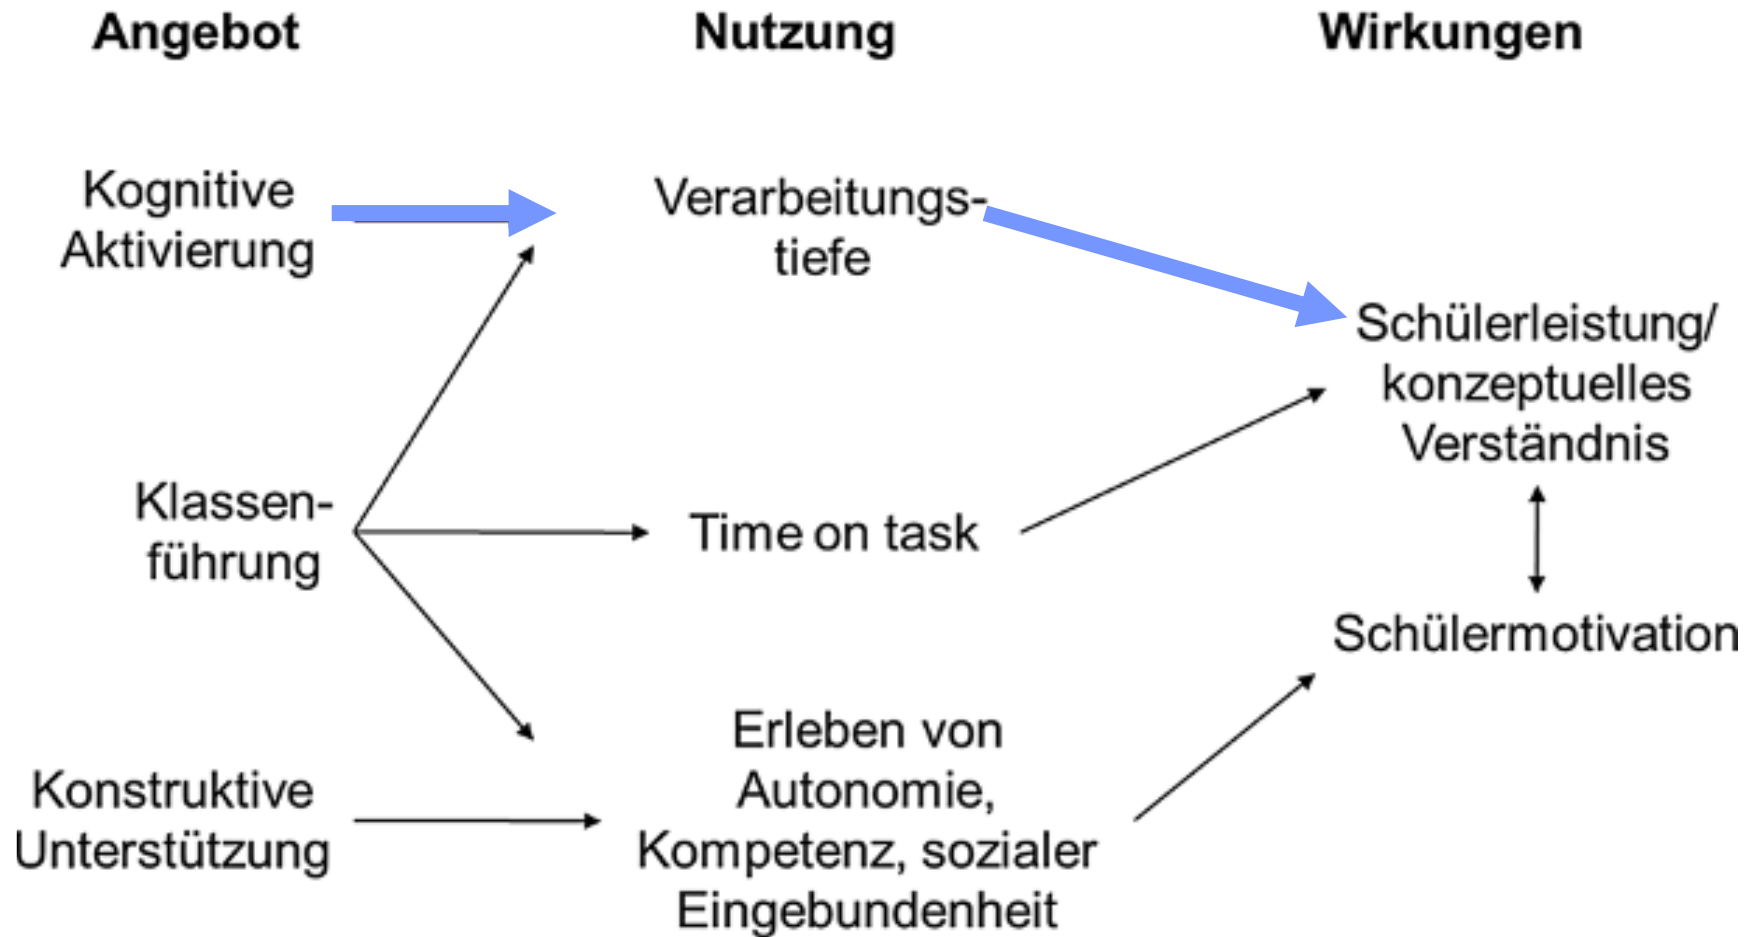 Angebot
Nutzung
Wirkungen
Kognitive
Aktivierung
Verarbeitungs-
tiefe
Schülerleistung/
konzeptuelles
Verständnis
Klassen-
führung
Time on task
Schülermotivation
Konstruktive
Unterstützung
Erleben von
Autonomie,
Kompetenz, sozialer
Eingebundenheit